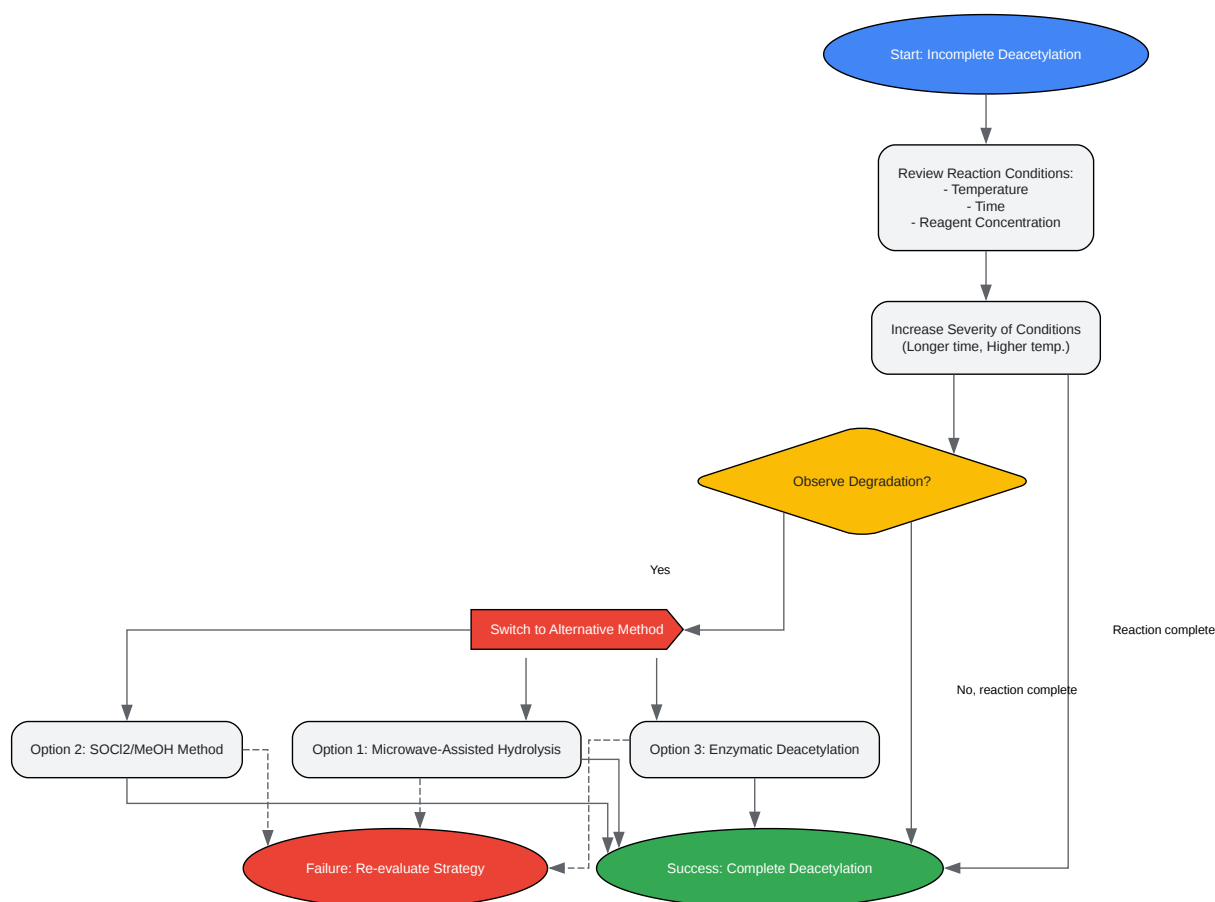 Start: Incomplete Deacetylation
Review Reaction Conditions:
- Temperature
- Time
- Reagent Concentration
Increase Severity of Conditions
(Longer time, Higher temp.)
Observe Degradation?
Yes
Switch to Alternative Method
Reaction complete
No, reaction complete
Option 2: SOCl2/MeOH Method
Option 1: Microwave-Assisted Hydrolysis
Option 3: Enzymatic Deacetylation
Failure: Re-evaluate Strategy
Success: Complete Deacetylation